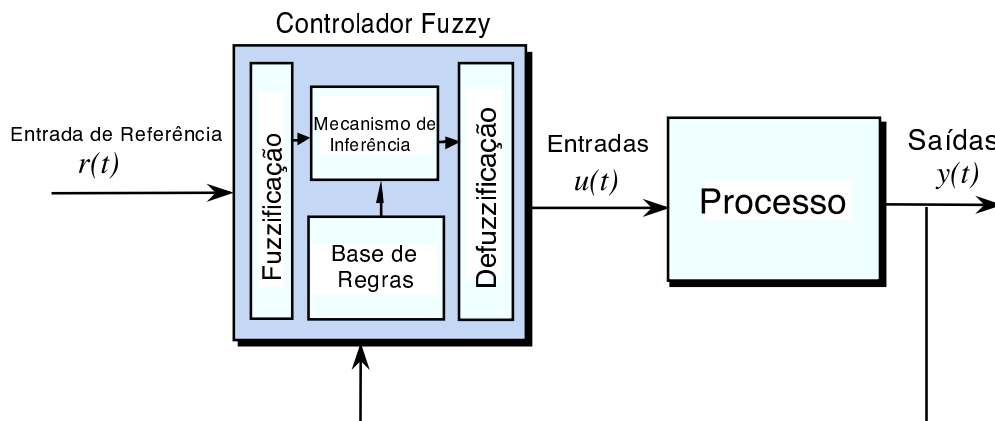 Controlador Fuzzy
Entrada de Referência
r(t)
Fuzzificação
Mecanismo de
Inferência
Base de
Regras
Defuzzificação
Entradas
u(t)
Processo
Saídas
y(t)